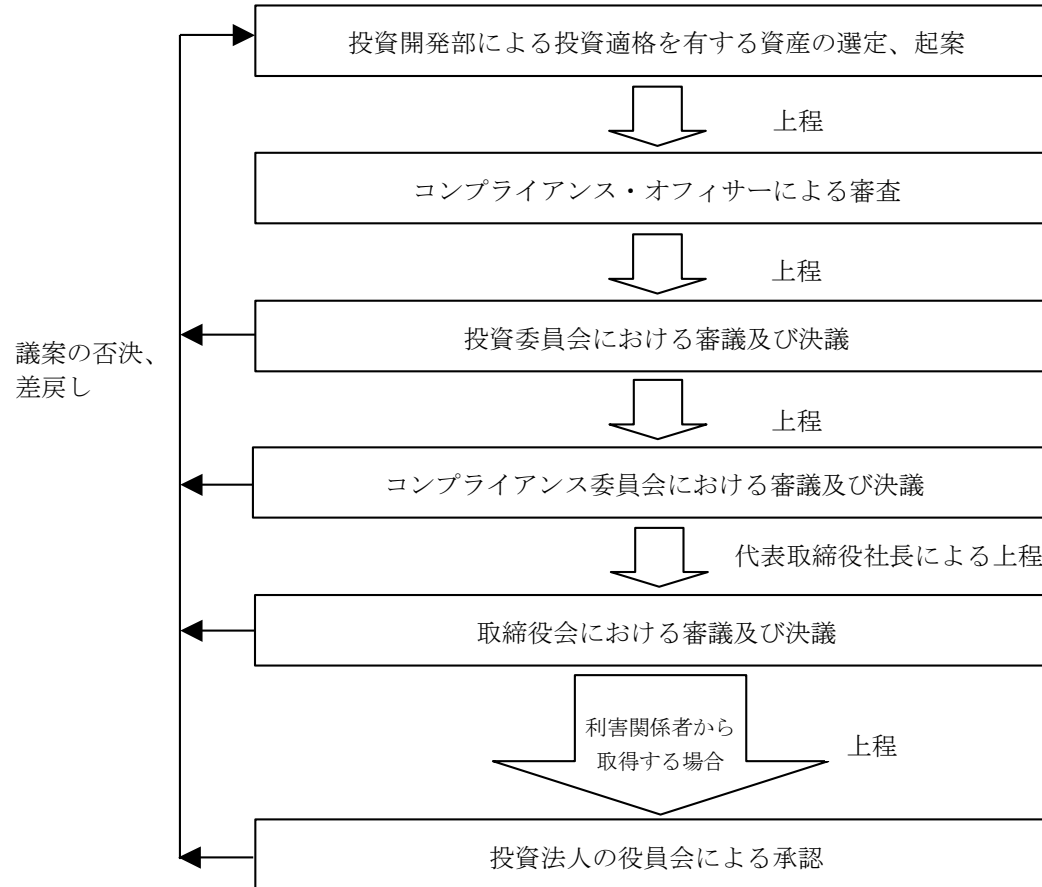 投資開発部による投資適格を有する資産の選定、起案
上程
コンプライアンス・オフィサーによる審査
上程
投資委員会における審議及び決議
議案の否決、
差戻し
上程
コンプライアンス委員会における審議及び決議
代表取締役社長による上程
取締役会における審議及び決議
利害関係者から
取得する場合
上程
投資法人の役員会による承認